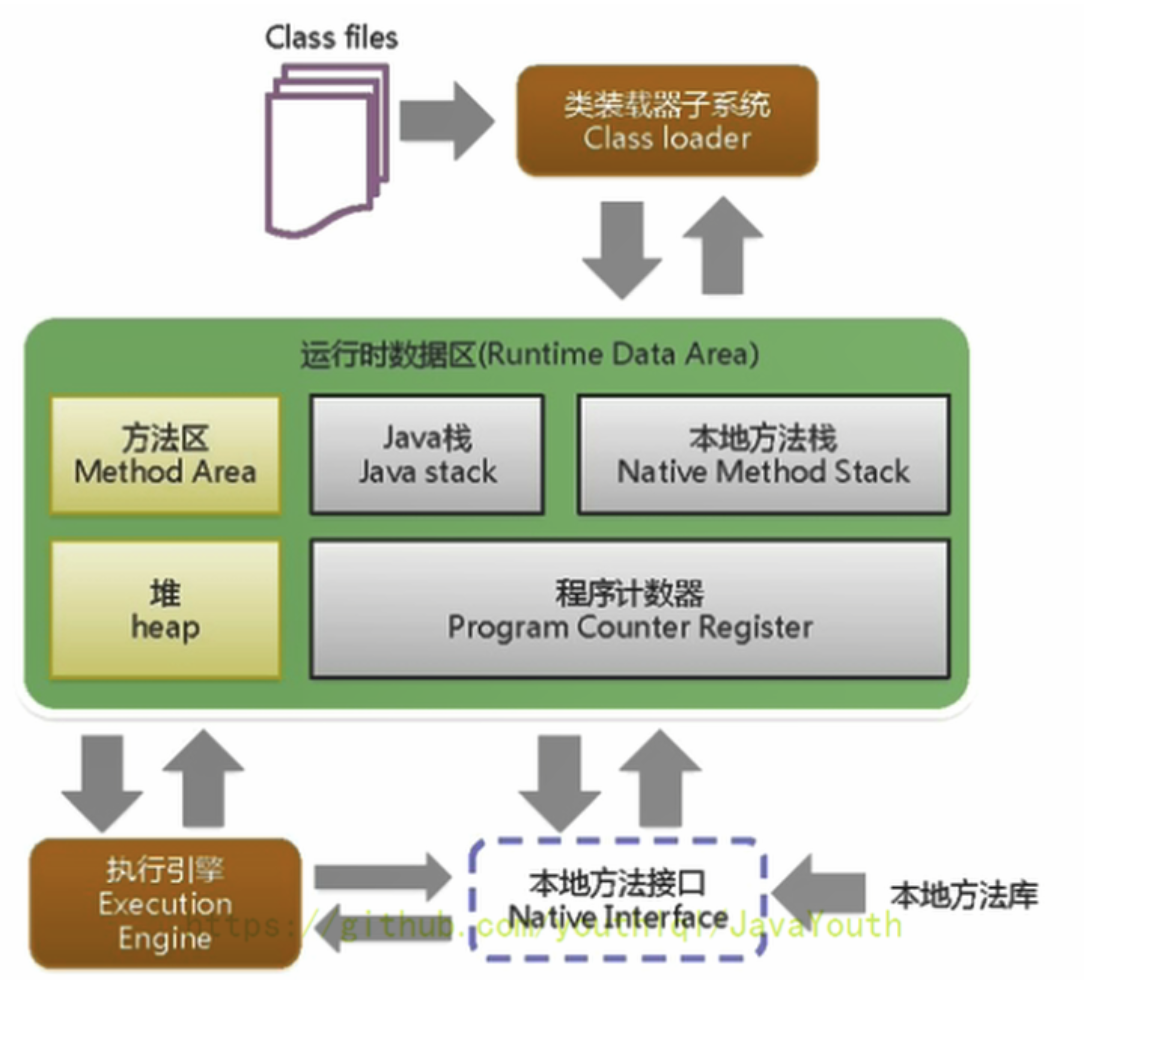 Class files
类装载器子系统
Class loader
运行时数据区(Runtime Data Area)
方法区
Method Area
Java栈
Java stack
本地方法栈
Native Method Stack
堆
heap
程序计数器
Program Counter Register
执行引擎
Execution
Engine
本地方法接口
Native Interface
本地方法库
https://github.com/youthlql/JavaYouth